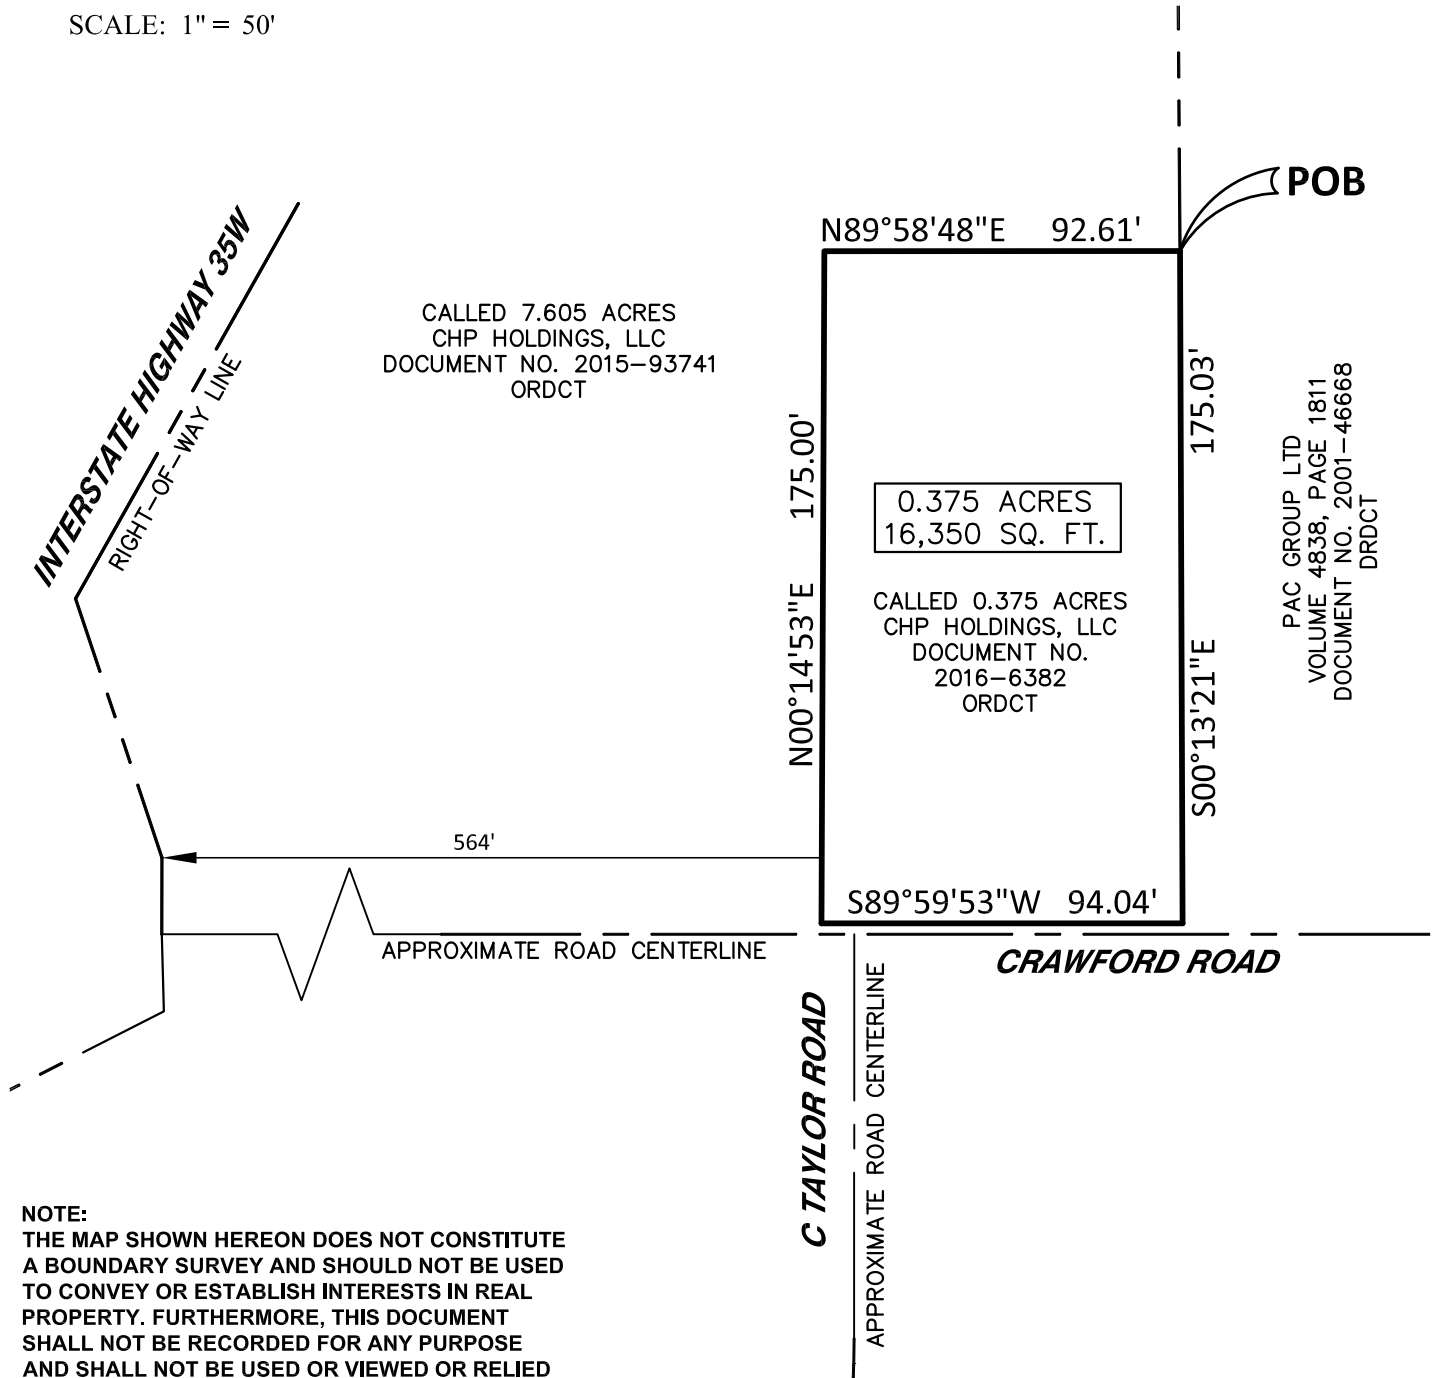 SCALE: 1" = 50'
POB
N89°58'48"E 92.61'
INTERSTATE HIGHWAY 35W
RIGHT-OF-WAY LINE
CALLED 7.605 ACRES
CHP HOLDINGS, LLC
DOCUMENT NO. 2015-93741
ORDCT
N00°14'53"E 175.00'
0.375 ACRES
16,350 SQ. FT.
CALLED 0.375 ACRES
CHP HOLDINGS, LLC
DOCUMENT NO.
2016-6382
ORDCT
S00°13'21"E 175.03'
PAC GROUP LTD
VOLUME 4838, PAGE 1811
DOCUMENT NO. 2001-46668
DRDCT
564'
S89°59'53"W 94.04'
APPROXIMATE ROAD CENTERLINE
CRAWFORD ROAD
C TAYLOR ROAD
APPROXIMATE ROAD CENTERLINE
NOTE:
THE MAP SHOWN HEREON DOES NOT CONSTITUTE
A BOUNDARY SURVEY AND SHOULD NOT BE USED
TO CONVEY OR ESTABLISH INTERESTS IN REAL
PROPERTY. FURTHERMORE, THIS DOCUMENT
SHALL NOT BE RECORDED FOR ANY PURPOSE
AND SHALL NOT BE USED OR VIEWED OR RELIED